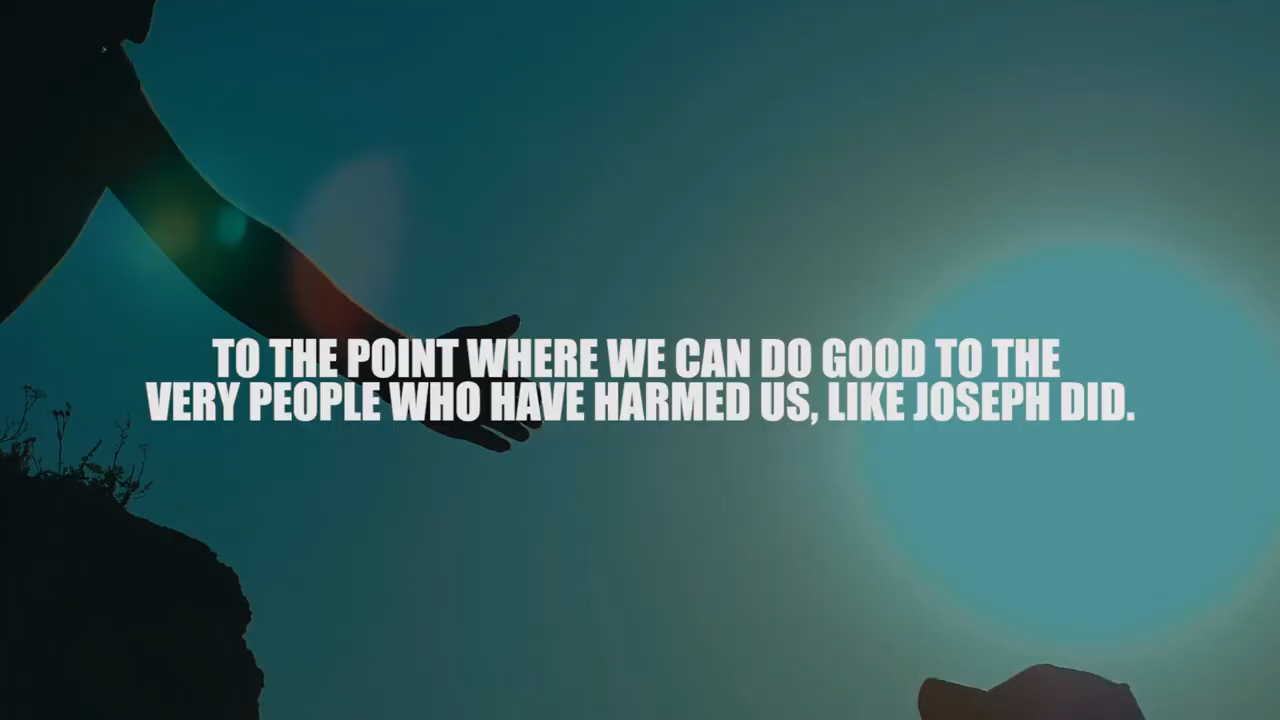 TO THE POINT WHERE WE CAN DO GOOD TO THE
VERY PEOPLE WHO HAVE HARMED US, LIKE JOSEPH DID.